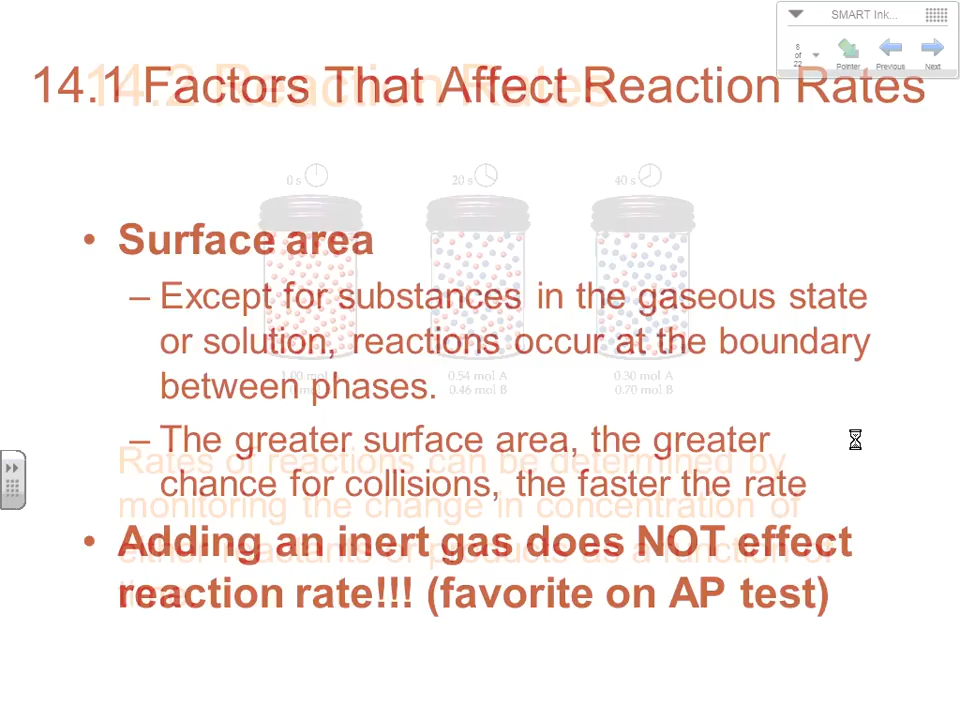 SMART Ink...
8
of
22
Pointer
Previous
Next
14.1 Factors That Affect Reaction Rates
14.2 Reaction Rates
0 s
20 s
40 s
• Surface area
– Except for substances in the gaseous state
or solution, reactions occur at the boundary
between phases.
1.00 mol A
mol B
0.54 mol A
0.46 mol B
0.30 mol A
0.70 mol B
– The greater surface area, the greater
chance for collisions, the faster the rate
Rates of reactions can be determined by
monitoring the change in concentration of
either reactants or products as a function of
• Adding an inert gas does NOT effect
reaction rate!!! (favorite on AP test)